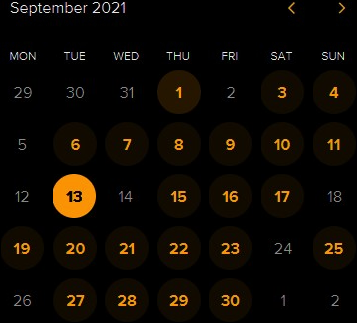 September 2021 < >
MON TUE WED THU FRI SAT SUN
29 30 31 1 2 3 4
5 6 7 8 9 10 11
12 13 14 15 16 17 18
19 20 21 22 23 24 25
26 27 28 29 30 1 2